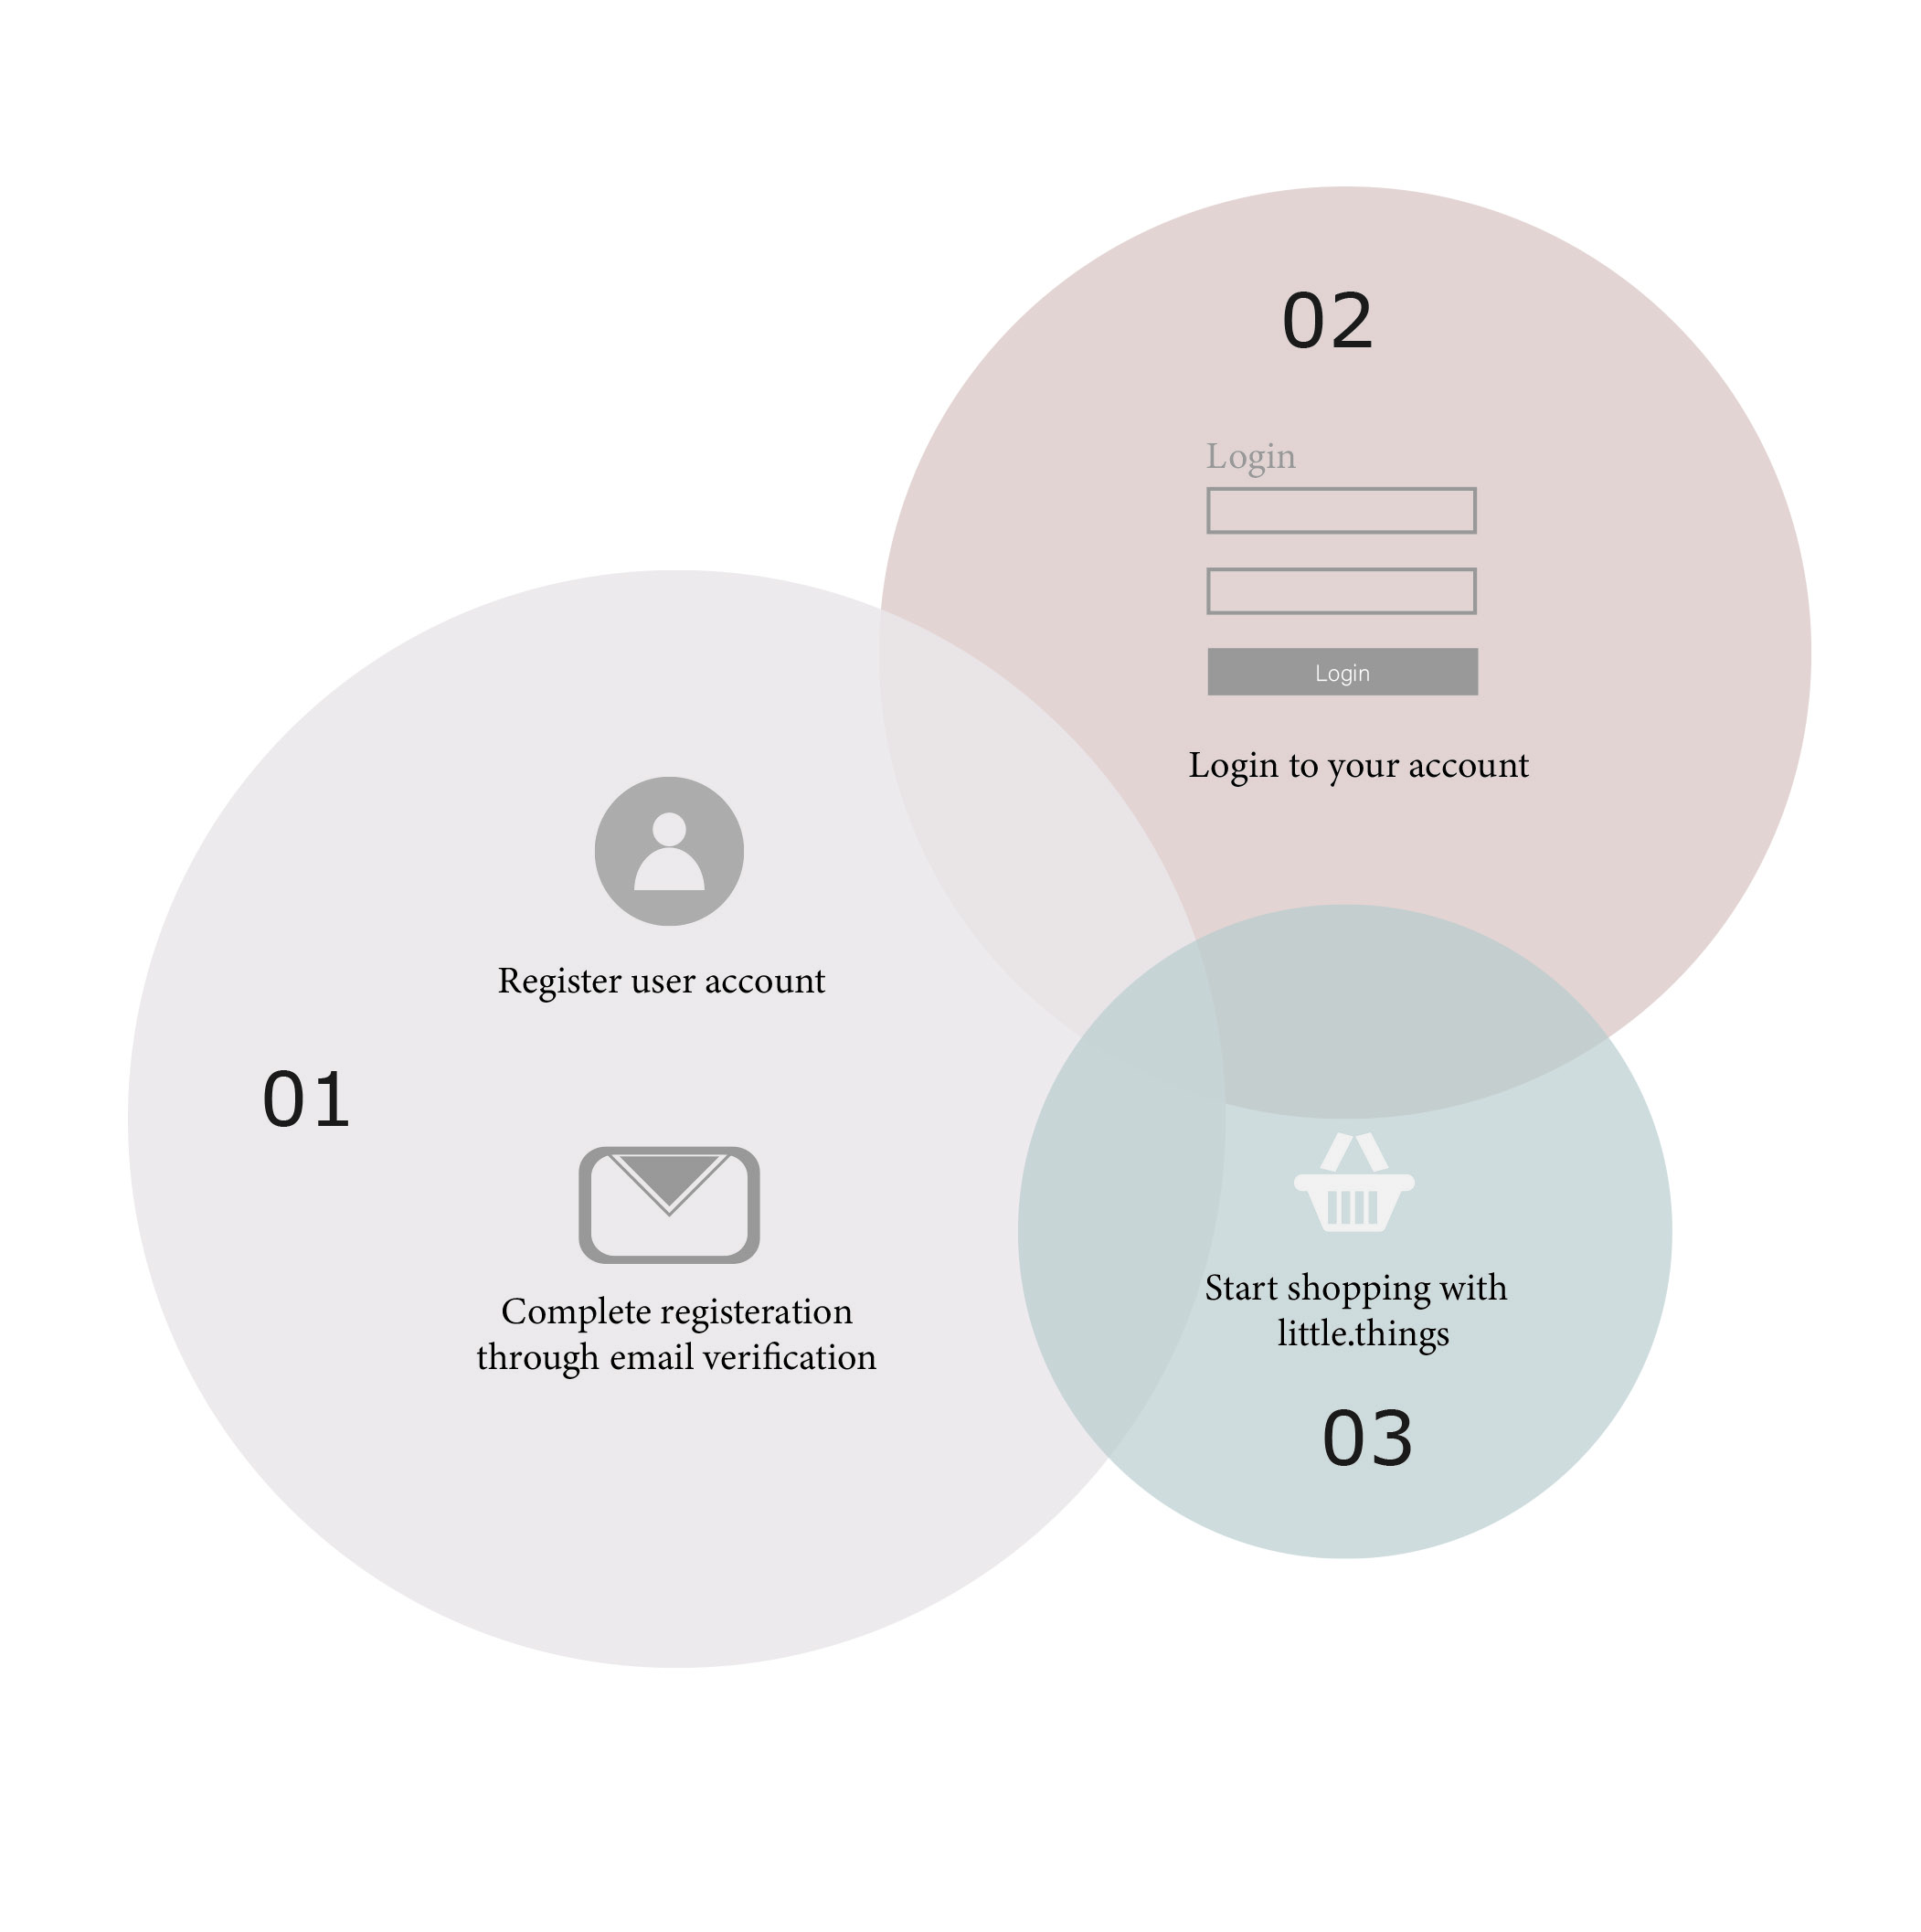 01
Register user account
Complete registeration
through email verification
02
Login
Login
Login to your account
Start shopping with
little.things
03